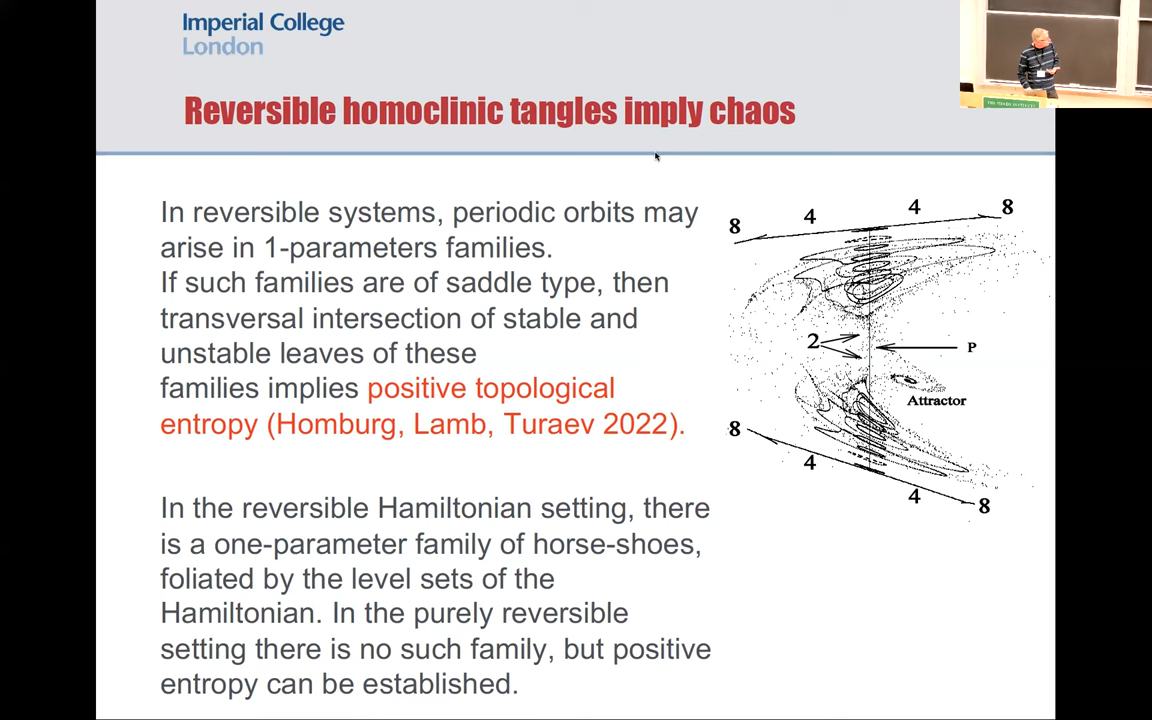 Imperial College
London
Reversible homoclinic tangles imply chaos
In reversible systems, periodic orbits may
arise in 1-parameters families.
If such families are of saddle type, then
transversal intersection of stable and
unstable leaves of these
families implies positive topological
entropy (Homburg, Lamb, Turaev 2022).
In the reversible Hamiltonian setting, there
is a one-parameter family of horse-shoes,
foliated by the level sets of the
Hamiltonian. In the purely reversible
setting there is no such family, but positive
entropy can be established.
8 4 4 8
2 P
Attractor
8 4 4 8